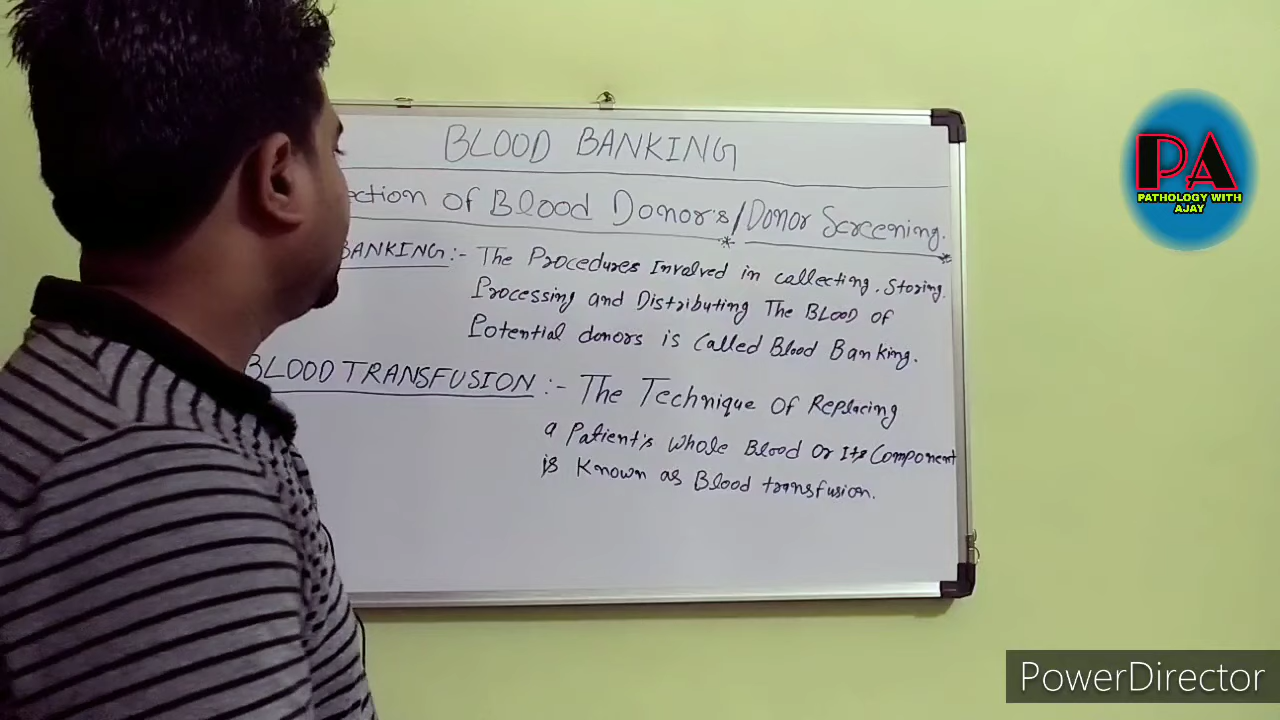 BLOOD BANKING
ection of Blood Donor's/Donor Screening.
BANKING :- The Procedures Involved in collecting, storing,
Processing and Distributing The BLOOD of
Potential donors is called Blood Banking.
BLOOD TRANSFUSION :- The Technique of Replacing
a Patient's whole Blood or Its Component
is Known as Blood transfusion.
PA
PATHOLOGY WITH
AJAY
PowerDirector